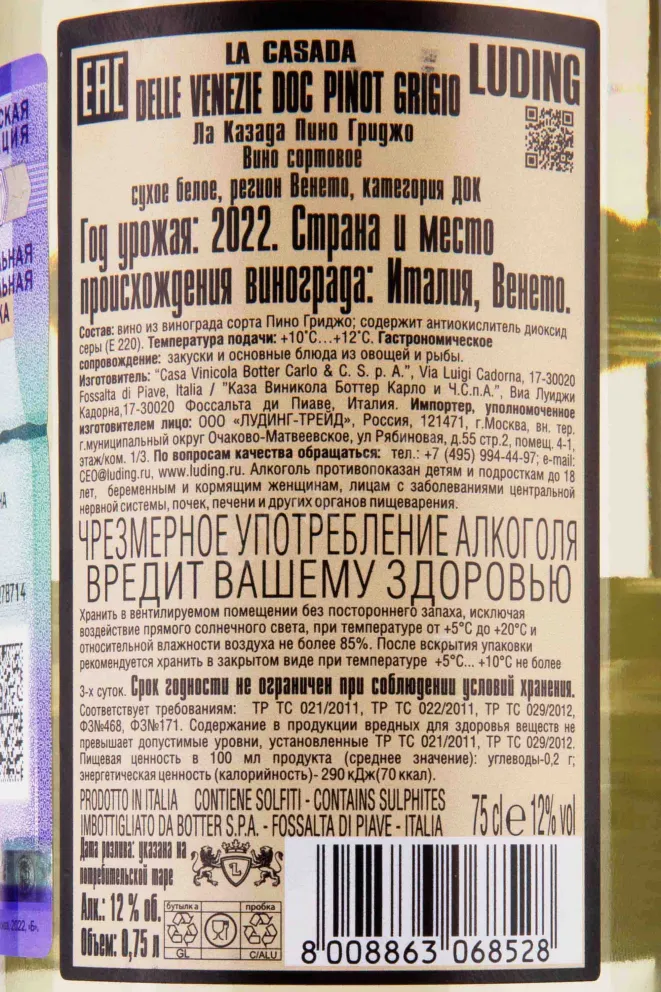 EAC
LA CASADA
LUDING
DELLE VENEZIE DOC PINOT GRIGIO
Ла Казада Пино Гриджо
Вино сортовое
сухое белое, регион Венето, категория ДОК
Год урожая: 2022. Страна и место
происхождения винограда: Италия, Венето.
Состав: вино из винограда сорта Пино Гриджо; содержит антиокислитель диоксид
серы (Е 220). Температура подачи: +10°С...+12°С. Гастрономическое
сопровождение: закуски и основные блюда из овощей и рыбы.
Изготовитель: "Casa Vinicola Botter Carlo & C. S. p. A.", Via Luigi Cadorna, 17-30020
Fossalta di Piave, Italia / "Каза Виникола Боттер Карло и Ч.С.п.А.", Виа Луиджи
Кадорна,17-30020 Фоссальта ди Пиаве, Италия. Импортер, уполномоченное
изготовителем лицо: ООО «ЛУДИНГ-ТРЕЙД», Россия, 121471, г.Москва, вн. тер.
г.муниципальный округ Очаково-Матвеевское, ул Рябиновая, д.55 стр.2, помещ. 4-1,
этаж/ком. 1/3. По вопросам качества обращаться: тел.: +7 (495) 994-44-97; e-mail:
CEO@luding.ru, www.luding.ru. Алкоголь противопоказан детям и подросткам до 18
лет, беременным и кормящим женщинам, лицам с заболеваниями центральной
нервной системы, почек, печени и других органов пищеварения.
ЧРЕЗМЕРНОЕ УПОТРЕБЛЕНИЕ АЛКОГОЛЯ
ВРЕДИТ ВАШЕМУ ЗДОРОВЬЮ
Хранить в вентилируемом помещении без постороннего запаха, исключая
воздействие прямого солнечного света, при температуре от +5°С до +20°С и
относительной влажности воздуха не более 85%. После вскрытия упаковки
рекомендуется хранить в закрытом виде при температуре +5°С... +10°С не более
3-х суток. Срок годности не ограничен при соблюдении условий хранения.
Соответствует требованиям: ТР ТС 021/2011, ТР ТС 022/2011, ТР ТС 029/2012,
ФЗ№468, ФЗ№171. Содержание в продукции вредных для здоровья веществ не
превышает допустимые уровни, установленные ТР ТС 021/2011, ТР ТС 029/2012.
Пищевая ценность в 100 мл продукта (среднее значение): углеводы-0,2 г;
энергетическая ценность (калорийность)- 290 кДж(70 ккал).
PRODOTTO IN ITALIA CONTIENE SOLFITI - CONTAINS SULPHITES
IMBOTTIGLIATO DA BOTTER S.P.A. - FOSSALTA DI PIAVE - ITALIA
75 cl e 12% vol
Дата розлива: указана на
потребительской таре
L
Алк.: 12 % об.
Объем: 0,75 л
бутылка пробка
GL C/ALU
8 008863 068528
78714